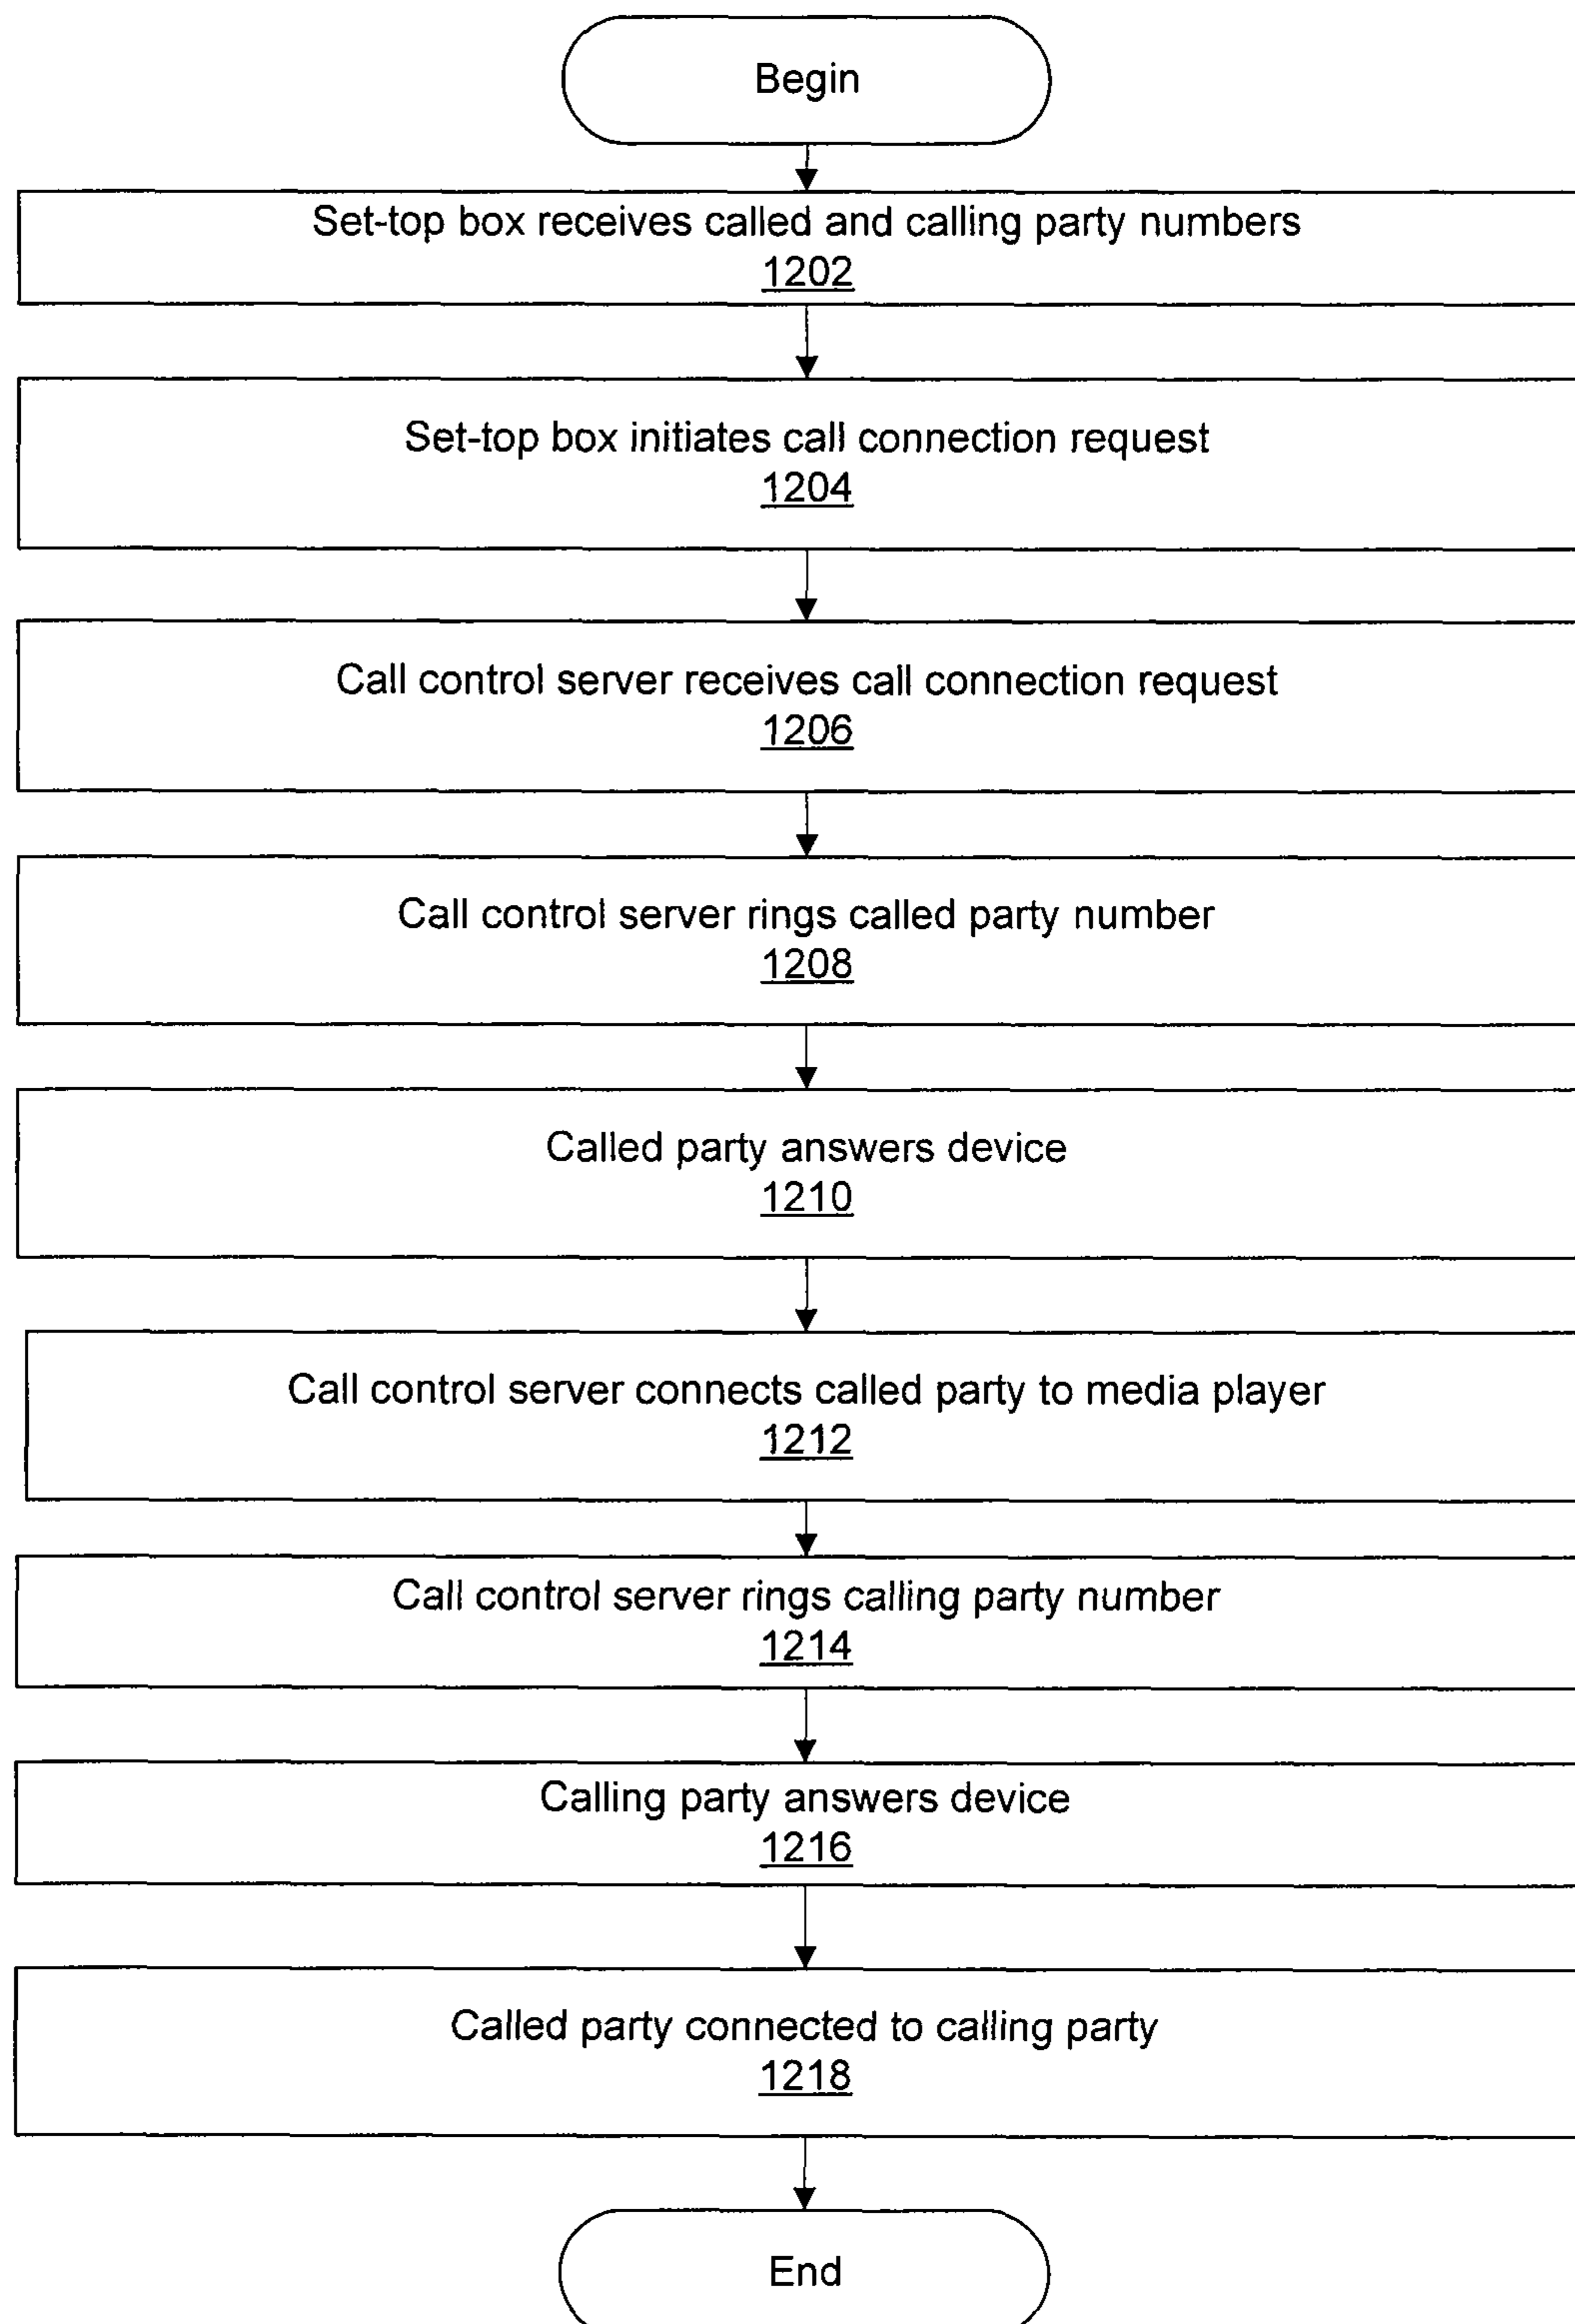 Begin
Set-top box receives called and calling party numbers
1202
Set-top box initiates call connection request
1204
Call control server receives call connection request
1206
Call control server rings called party number
1208
Called party answers device
1210
Call control server connects called party to media player
1212
Call control server rings calling party number
1214
Calling party answers device
1216
Called party connected to calling party
1218
End